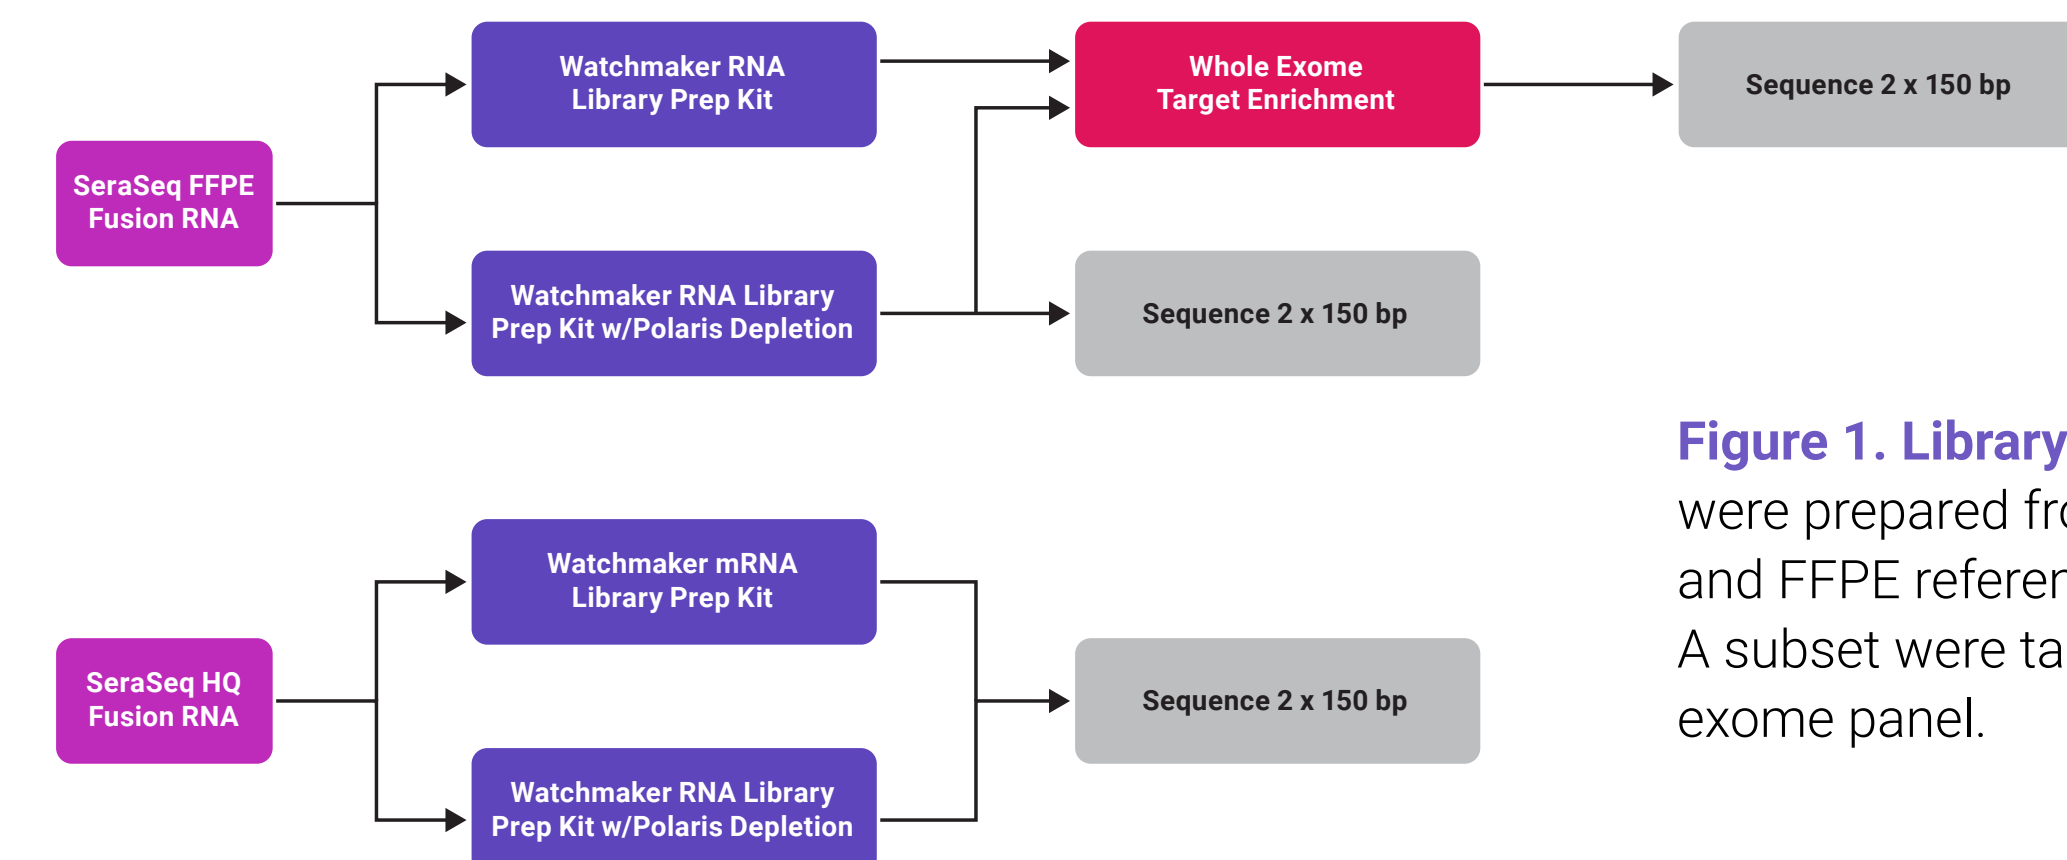 Watchmaker RNA
Library Prep Kit
Whole Exome
Target Enrichment
Sequence 2 x 150 bp
SeraSeq FFPE
Fusion RNA
Watchmaker RNA Library
Prep Kit w/Polaris Depletion
Sequence 2 x 150 bp
Watchmaker mRNA
Library Prep Kit
SeraSeq HQ
Fusion RNA
Sequence 2 x 150 bp
Watchmaker RNA Library
Prep Kit w/Polaris Depletion
Figure 1. Library
were prepared
and FFPE
A subset were
exome panel.